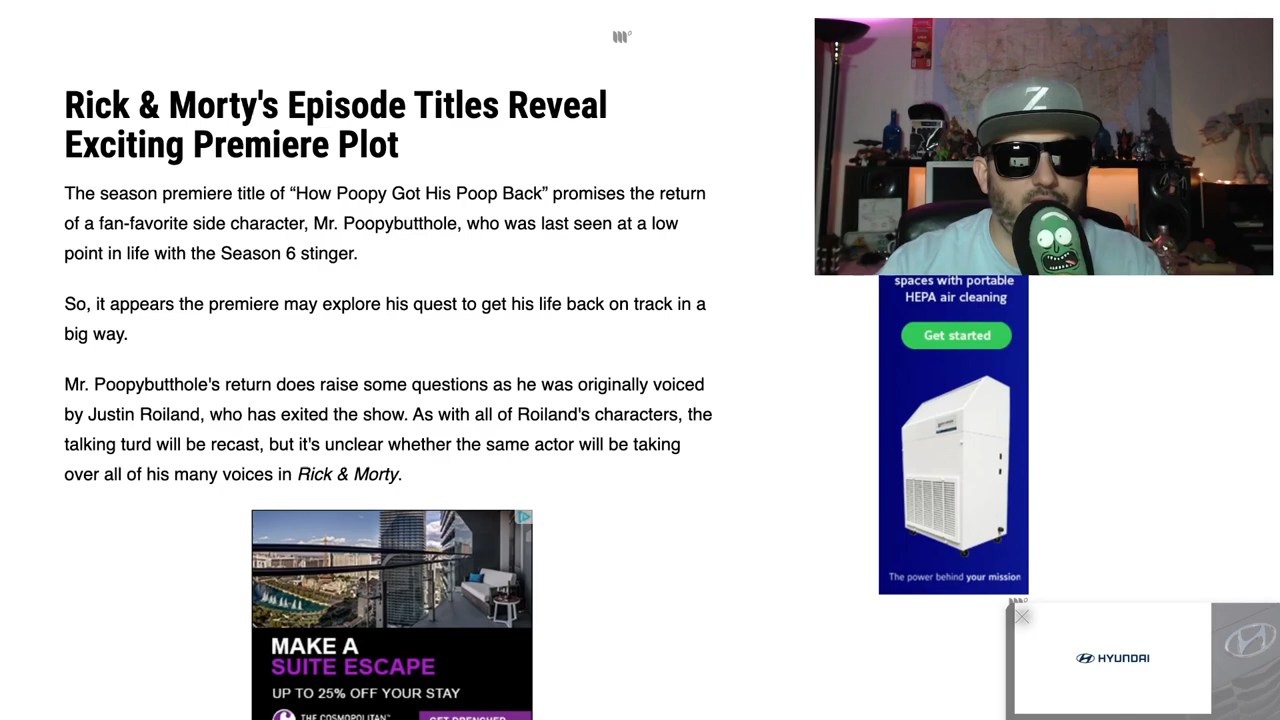 Rick & Morty's Episode Titles Reveal
Exciting Premiere Plot
The season premiere title of “How Poopy Got His Poop Back” promises the return
of a fan-favorite side character, Mr. Poopybutthole, who was last seen at a low
point in life with the Season 6 stinger.
So, it appears the premiere may explore his quest to get his life back on track in a
big way.
Mr. Poopybutthole's return does raise some questions as he was originally voiced
by Justin Roiland, who has exited the show. As with all of Roiland's characters, the
talking turd will be recast, but it's unclear whether the same actor will be taking
over all of his many voices in Rick & Morty.
MAKE A
SUITE ESCAPE
UP TO 25% OFF YOUR STAY
THE COSMOPOLITAN
GET DRENCHED
Z
spaces with portable
HEPA air cleaning
Get started
The power behind your mission
HYUNDAI